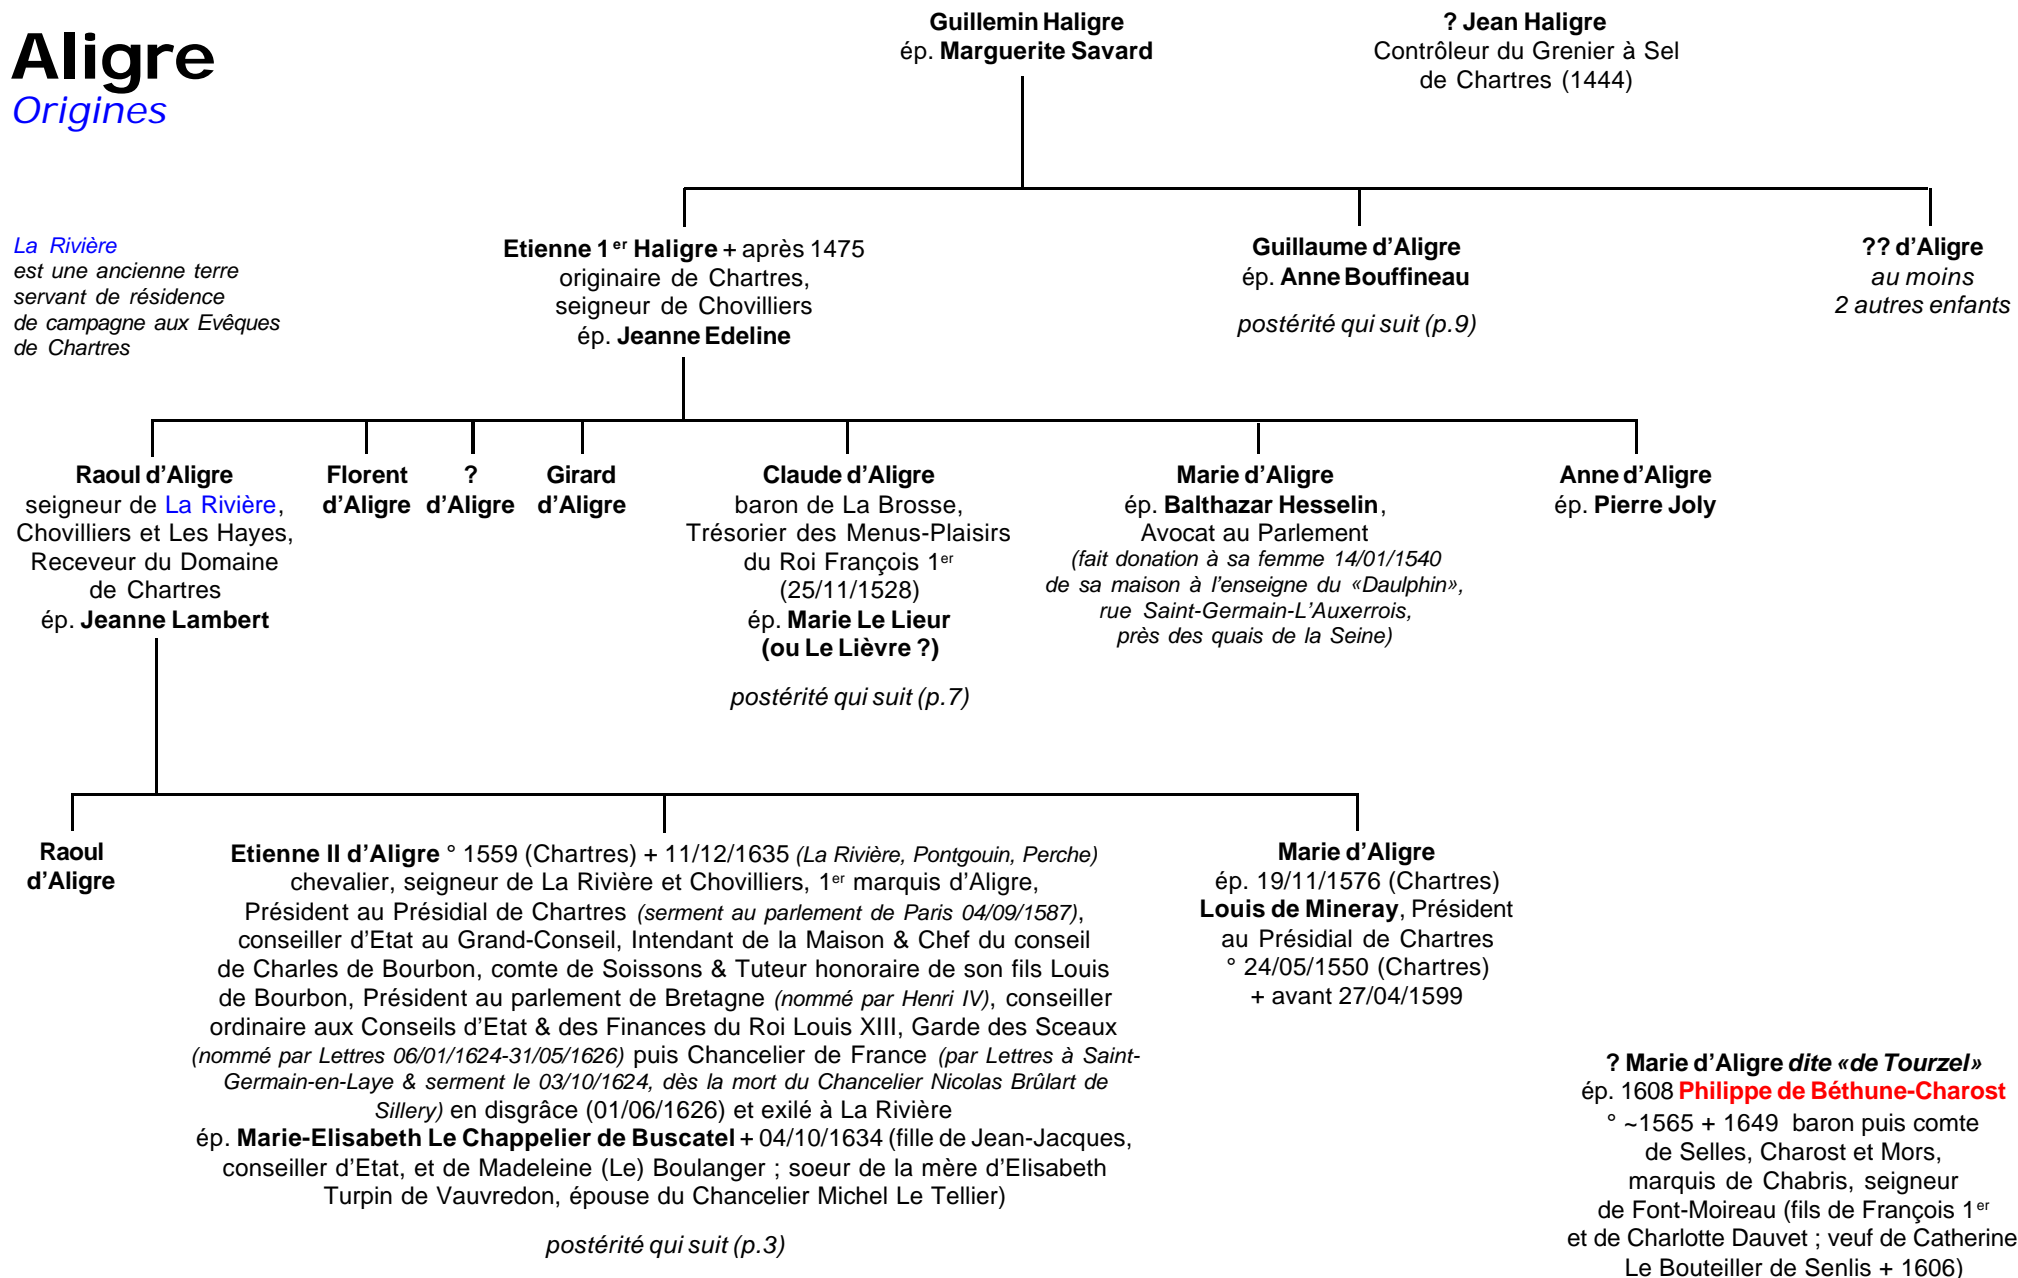 Aligre
Origines
Guillemin Haligre
ép. Marguerite Savard
? Jean Haligre
Contrôleur du Grenier à Sel
de Chartres (1444)
La Rivière
est une ancienne terre
servant de résidence
de campagne aux Evêques
de Chartres
Etienne 1er Haligre + après 1475
originaire de Chartres,
seigneur de Chovilliers
ép. Jeanne Edeline
Guillaume d’Aligre
ép. Anne Bouffineau
postérité qui suit (p.9)
?? d’Aligre
au moins
2 autres enfants
Raoul d’Aligre
seigneur de La Rivière,
Chovilliers et Les Hayes,
Receveur du Domaine
de Chartres
ép. Jeanne Lambert
Florent
d’Aligre
?
d’Aligre
Girard
d’Aligre
Claude d’Aligre
baron de La Brosse,
Trésorier des Menus-Plaisirs
du Roi François 1er
(25/11/1528)
ép. Marie Le Lieur
(ou Le Lièvre ?)
postérité qui suit (p.7)
Marie d’Aligre
ép. Balthazar Hesselin,
Avocat au Parlement
(fait donation à sa femme 14/01/1540
de sa maison à l’enseigne du «Daulphin»,
rue Saint-Germain-L’Auxerrois,
près des quais de la Seine)
Anne d’Aligre
ép. Pierre Joly
Raoul
d’Aligre
Etienne II d’Aligre ° 1559 (Chartres) + 11/12/1635 (La Rivière, Pontgouin, Perche)
chevalier, seigneur de La Rivière et Chovilliers, 1er marquis d’Aligre,
Président au Présidial de Chartres (serment au parlement de Paris 04/09/1587),
conseiller d’Etat au Grand-Conseil, Intendant de la Maison & Chef du conseil
de Charles de Bourbon, comte de Soissons & Tuteur honoraire de son fils Louis
de Bourbon, Président au parlement de Bretagne (nommé par Henri IV), conseiller
ordinaire aux Conseils d’Etat & des Finances du Roi Louis XIII, Garde des Sceaux
(nommé par Lettres 06/01/1624-31/05/1626) puis Chancelier de France (par Lettres à Saint-
Germain-en-Laye & serment le 03/10/1624, dès la mort du Chancelier Nicolas Brûlart de
Sillery) en disgrâce (01/06/1626) et exilé à La Rivière
ép. Marie-Elisabeth Le Chappelier de Buscatel + 04/10/1634 (fille de Jean-Jacques,
conseiller d’Etat, et de Madeleine (Le) Boulanger ; soeur de la mère d’Elisabeth
Turpin de Vauvredon, épouse du Chancelier Michel Le Tellier)
postérité qui suit (p.3)
Marie d’Aligre
ép. 19/11/1576 (Chartres)
Louis de Mineray, Président
au Présidial de Chartres
° 24/05/1550 (Chartres)
+ avant 27/04/1599
? Marie d’Aligre dite «de Tourzel»
ép. 1608 Philippe de Béthune-Charost
° ~1565 + 1649 baron puis comte
de Selles, Charost et Mors,
marquis de Chabris, seigneur
de Font-Moireau (fils de François 1er
et de Charlotte Dauvet ; veuf de Catherine
Le Bouteiller de Senlis + 1606)